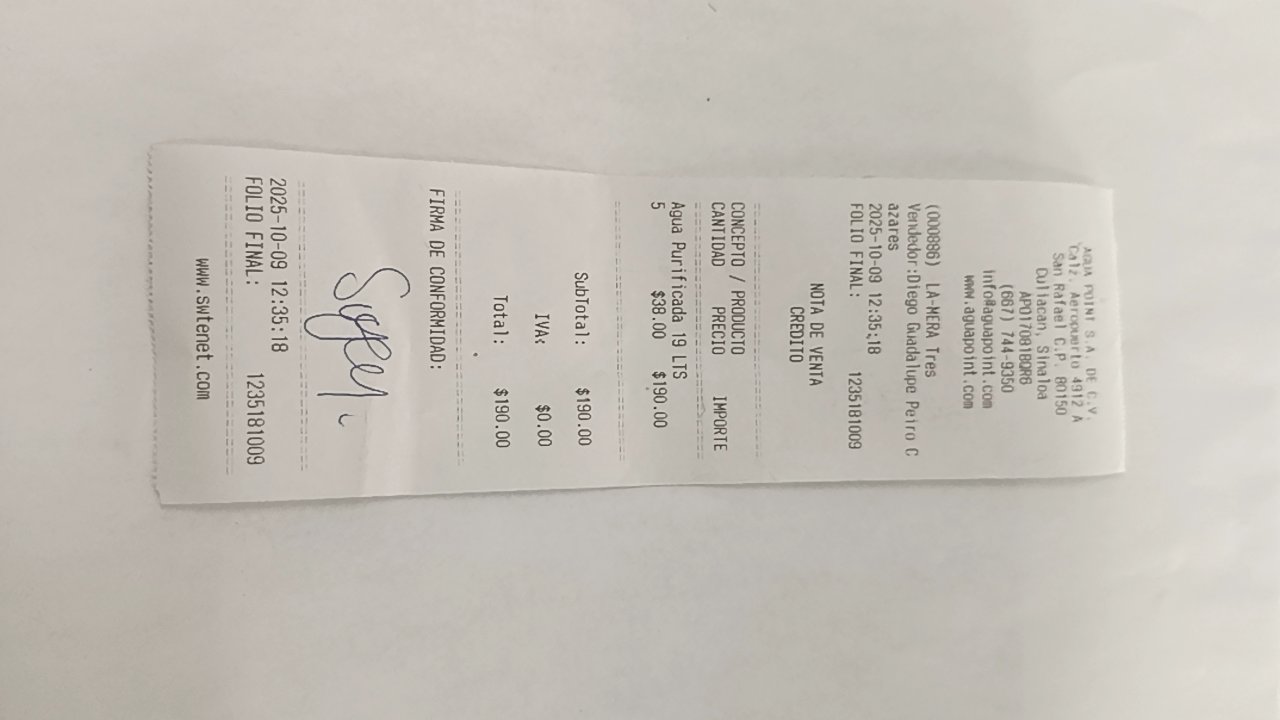 AGUA POINT S.A. DE C.V.
Calz. Aeropuerto 4912 A
San Rafael C.P. 80150
Culiacan, Sinaloa
APO170818QR6
(667) 744-9350
info@aguapoint.com
www.aguapoint.com
(000886) LA-MERA Tres
Vendedor:Diego Guadalupe Peiro C
azares
2025-10-09 12:35:18
FOLIO FINAL: 1235181009
NOTA DE VENTA
CREDITO
CONCEPTO / PRODUCTO
CANTIDAD PRECIO IMPORTE
Agua Purificada 19 LTS
5 $38.00 $190.00
SubTotal: $190.00
IVA: $0.00
Total: $190.00
FIRMA DE CONFORMIDAD:
2025-10-09 12:35:18
FOLIO FINAL: 1235181009
www.swtenet.com